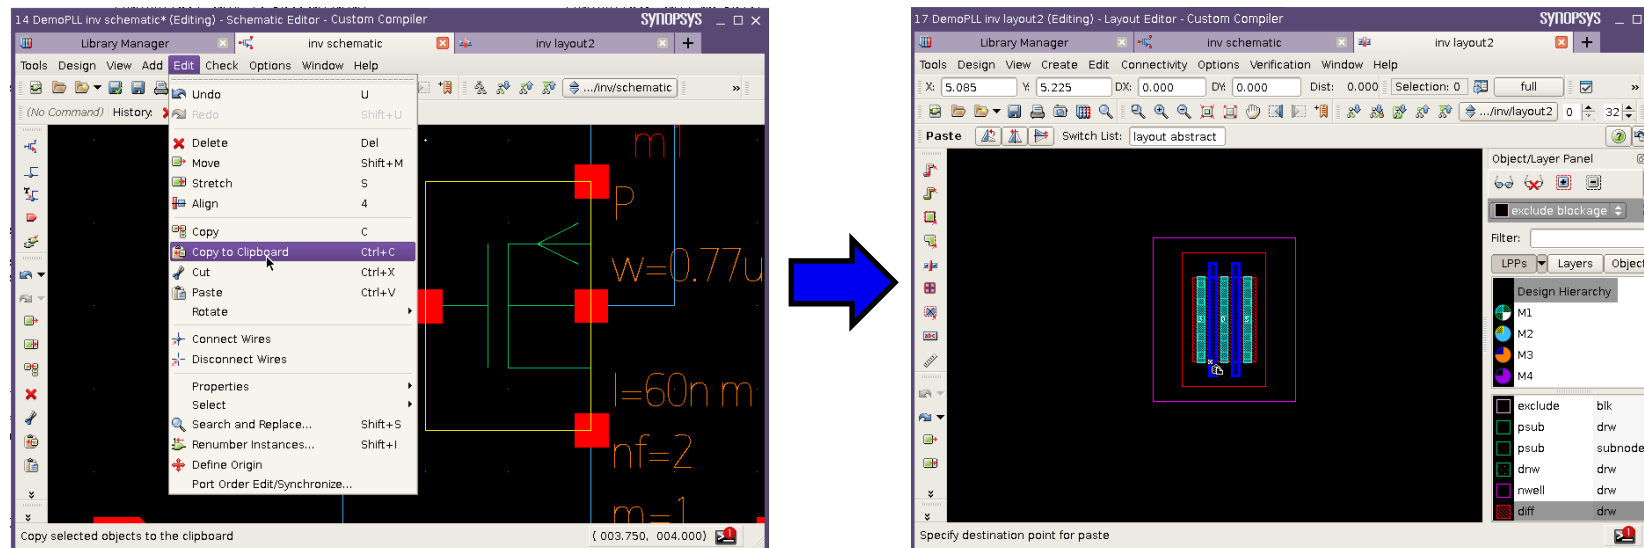 14 DemoPLL inv schematic* (Editing) - Schematic Editor - Custom Compiler
SYNOPSYS
Library Manager
inv schematic
inv layout2
Tools Design View Add Edit Check Options Window Help
.../inv/schematic
»
(No Command) History:
Undo U
Redo Shift+U
Delete Del
Move Shift+M
Stretch S
Align 4
Copy C
Copy to Clipboard Ctrl+C
Cut Ctrl+X
Paste Ctrl+V
Rotate
Connect Wires
Disconnect Wires
Properties
Select
Search and Replace... Shift+S
Renumber Instances... Shift+I
Define Origin
Port Order Edit/Synchronize...
p
w=0.77u
l=60n m
nf=2
m=1
Copy selected objects to the clipboard
( 003.750, 004.000)
17 DemoPLL inv layout2 (Editing) - Layout Editor - Custom Compiler
SYNOPSYS
Library Manager
inv schematic
inv layout2
Tools Design View Create Edit Connectivity Options Verification Window Help
X: 5.085 Y: 5.225 DX: 0.000 DY: 0.000 Dist: 0.000 Selection: 0 full
»
.../inv/layout2 0 32
Paste Switch List: layout abstract
Object/Layer Panel
exclude blockage
Filter:
LPPs Layers Object
Design Hierarchy
M1
M2
M3
M4
exclude blk
psub drw
psub subnode
dnw drw
nwell drw
diff drw
Specify destination point for paste